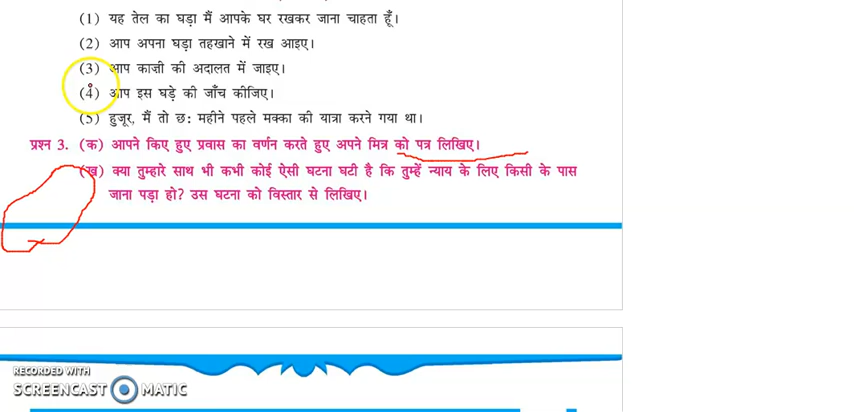 (1) यह तेल का घड़ा मैं आपके घर रखकर जाना चाहता हूँ।
(2) आप अपना घड़ा तहखाने में रख आइए।
(3) आप काज़ी की अदालत में जाइए।
(4) आप इस घड़े की जाँच कीजिए।
(5) हुजूर, मैं तो छः महीने पहले मक्का की यात्रा करने गया था।
प्रश्न 3. (क) आपने किए हुए प्रवास का वर्णन करते हुए अपने मित्र को पत्र लिखिए।
(ख) क्या तुम्हारे साथ भी कभी कोई ऐसी घटना घटी है कि तुम्हें न्याय के लिए किसी के पास
जाना पड़ा हो? उस घटना को विस्तार से लिखिए।
RECORDED WITH
SCREENCAST MATIC